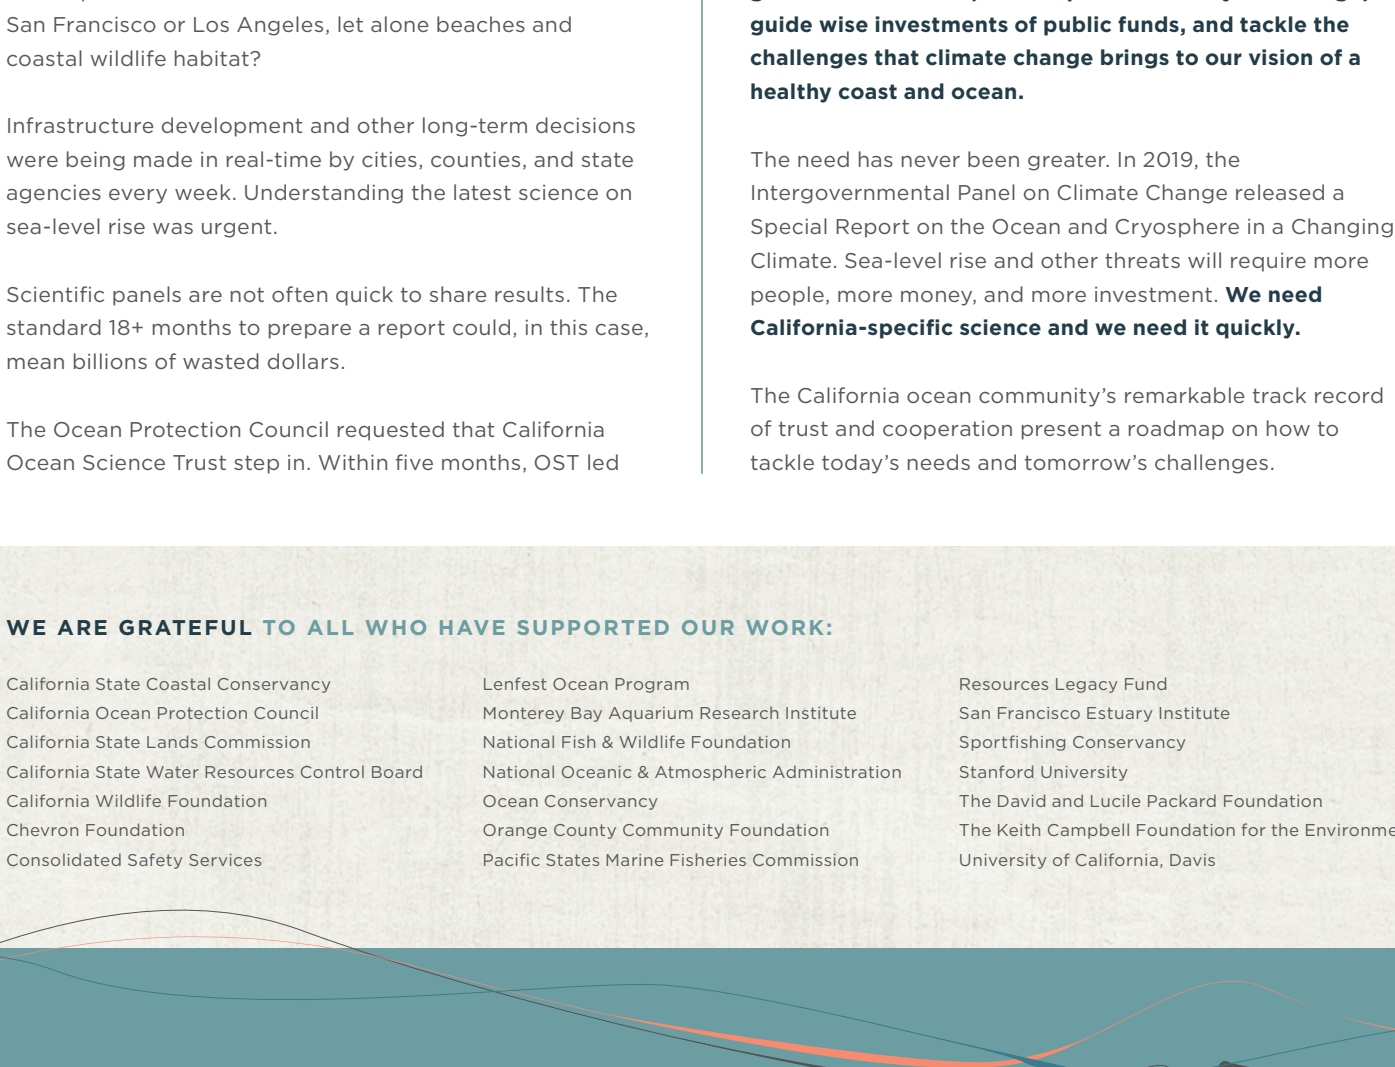 San Francisco or Los Angeles, let alone beaches and
coastal wildlife habitat?
Infrastructure development and other long-term decisions
were being made in real-time by cities, counties, and state
agencies every week. Understanding the latest science on
sea-level rise was urgent.
Scientific panels are not often quick to share results. The
standard 18+ months to prepare a report could, in this case,
mean billions of wasted dollars.
The Ocean Protection Council requested that California
Ocean Science Trust step in. Within five months, OST led
guide wise investments of public funds, and tackle the
challenges that climate change brings to our vision of a
healthy coast and ocean.
The need has never been greater. In 2019, the
Intergovernmental Panel on Climate Change released a
Special Report on the Ocean and Cryosphere in a Changing
Climate. Sea-level rise and other threats will require more
people, more money, and more investment. We need
California-specific science and we need it quickly.
The California ocean community’s remarkable track record
of trust and cooperation present a roadmap on how to
tackle today’s needs and tomorrow’s challenges.
WE ARE GRATEFUL TO ALL WHO HAVE SUPPORTED OUR WORK:
California State Coastal Conservancy
California Ocean Protection Council
California State Lands Commission
California State Water Resources Control Board
California Wildlife Foundation
Chevron Foundation
Consolidated Safety Services
Lenfest Ocean Program
Monterey Bay Aquarium Research Institute
National Fish & Wildlife Foundation
National Oceanic & Atmospheric Administration
Ocean Conservancy
Orange County Community Foundation
Pacific States Marine Fisheries Commission
Resources Legacy Fund
San Francisco Estuary Institute
Sportfishing Conservancy
Stanford University
The David and Lucile Packard Foundation
The Keith Campbell Foundation for the Environme
University of California, Davis